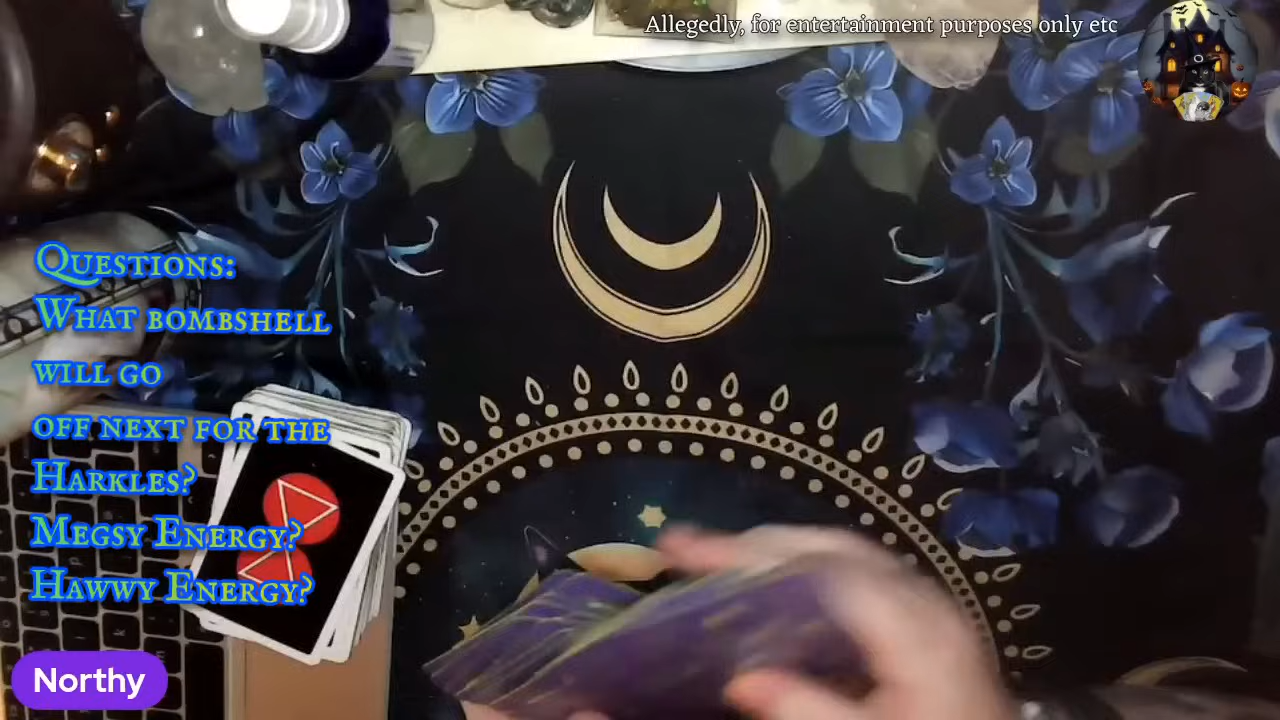 Allegedly, for entertainment purposes only etc
Questions:
What bombshell
will go
off next for the
Harkles?
Megsy Energy?
Hawwy Energy?
Northy